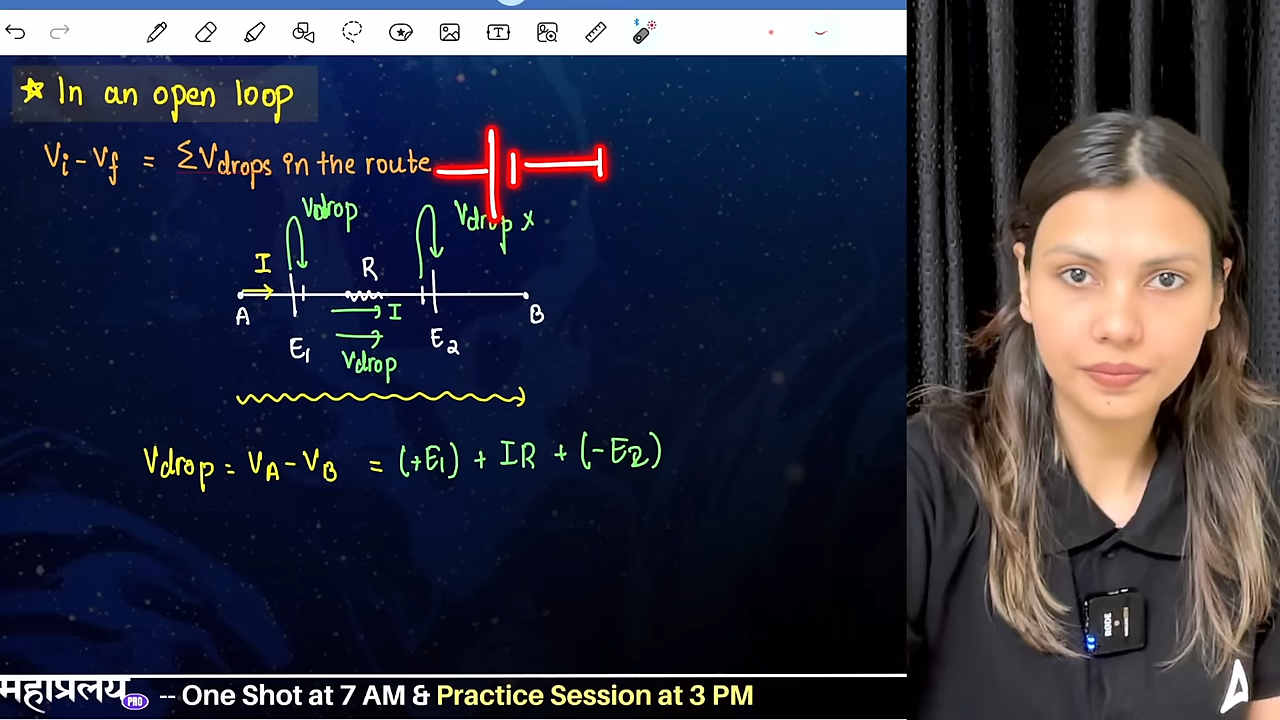 ☆ In an open loop
Vi - Vf = ΣVdrops in the route
Vdrop
Vdrop x
I
R
A
I
B
E1
E2
Vdrop
Vdrop = VA - VB = (+E1) + IR + (-E2)
RODE
महाप्रलय PRO -- One Shot at 7 AM & Practice Session at 3 PM